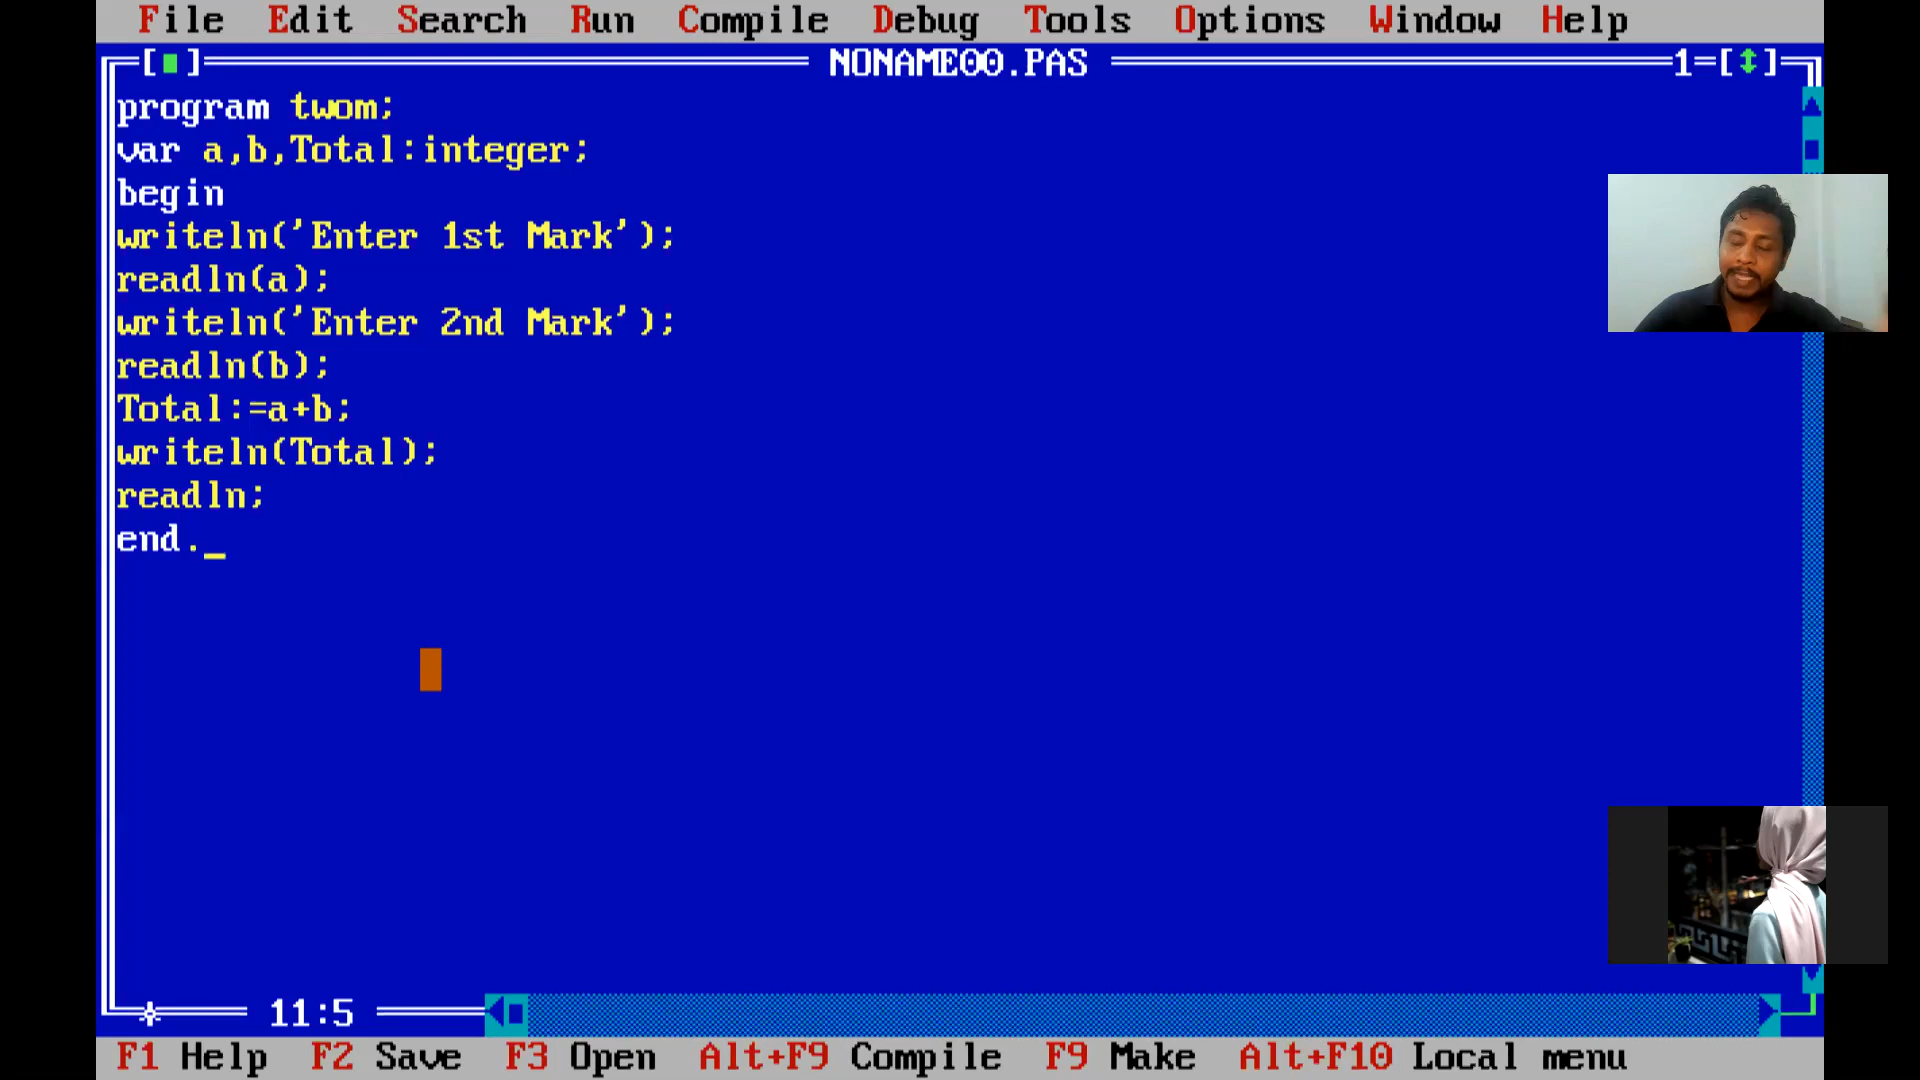 File Edit Search Run Compile Debug Tools Options Window Help
[■] NONAME00.PAS 1=[↕]
program twom;
var a,b,Total:integer;
begin
writeln('Enter 1st Mark');
readln(a);
writeln('Enter 2nd Mark');
readln(b);
Total:=a+b;
writeln(Total);
readln;
end._
11:5
F1 Help F2 Save F3 Open Alt+F9 Compile F9 Make Alt+F10 Local menu